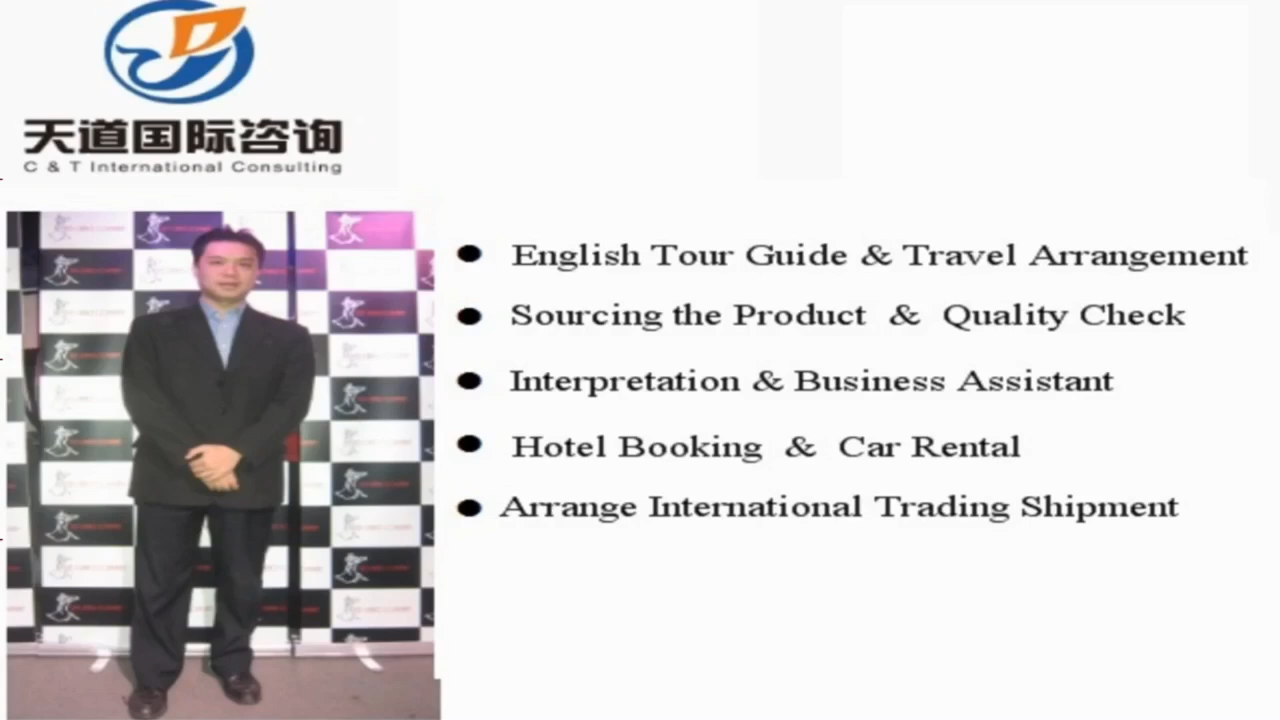 天道国际咨询
C & T International Consulting
● English Tour Guide & Travel Arrangement
● Sourcing the Product & Quality Check
● Interpretation & Business Assistant
● Hotel Booking & Car Rental
● Arrange International Trading Shipment